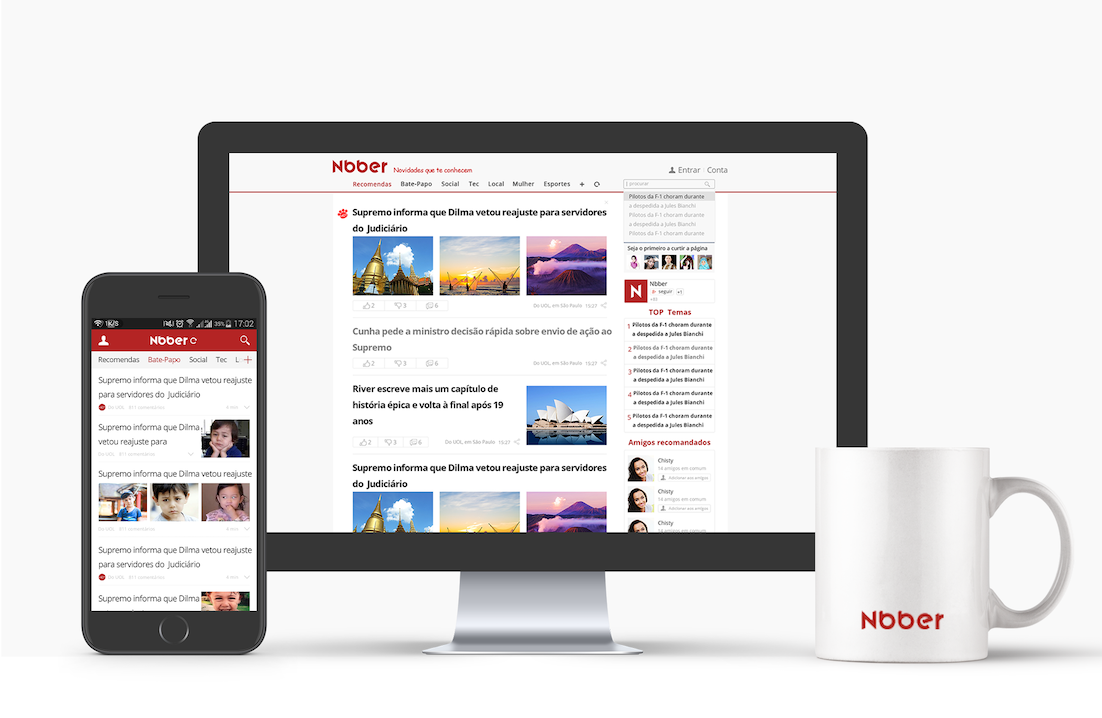 Nbber Novidades que te conhecem
Entrar Conta
Recomendas Bate-Papo Social Tec Local Mulher Esportes +
procurar
Pilotos da F-1 choram durante
a despedida a Jules Bianchi
Pilotos da F-1 choram durante
a despedida a Jules Bianchi
Pilotos da F-1 choram durante
Supremo informa que Dilma vetou reajuste para servidores
do Judiciário
2 3 6
Do UOL, em São Paulo 15:27
Cunha pede a ministro decisão rápida sobre envio de ação ao
Supremo
2 3 6
Do UOL, em São Paulo 15:27
River escreve mais um capítulo de
história épica e volta à final após 19
anos
2 3 6
Do UOL, em São Paulo 15:27
Supremo informa que Dilma vetou reajuste para servidores
do Judiciário
Seja o primeiro a curtir a página
N
Nbber
seguir +1
TOP Temas
1 Pilotos da F-1 choram durante
a despedida a Jules Bianchi
2 Pilotos da F-1 choram durante
a despedida a Jules Bianchi
3 Pilotos da F-1 choram durante
a despedida a Jules Bianchi
4 Pilotos da F-1 choram durante
a despedida a Jules Bianchi
5 Pilotos da F-1 choram durante
a despedida a Jules Bianchi
Amigos recomandados
Chisty
14 amigos em comum
Adicionar aos amigos
Chisty
14 amigos em comum
Adicionar aos amigos
Chisty
1K/S 35% 17:02
Nbber
Recomendas Bate-Papo Social Tec L +
Supremo informa que Dilma vetou reajuste
para servidores do Judiciário
Do UOL 811 comentários 6 min
Supremo informa que Dilma
vetou reajuste para
Do UOL 811 comentários
Supremo informa que Dilma vetou reajuste
Do UOL 811 comentários 6 min
Supremo informa que Dilma vetou reajuste
para servidores do Judiciário
Do UOL 811 comentários 6 min
Supremo informa que Dilma
Nbber